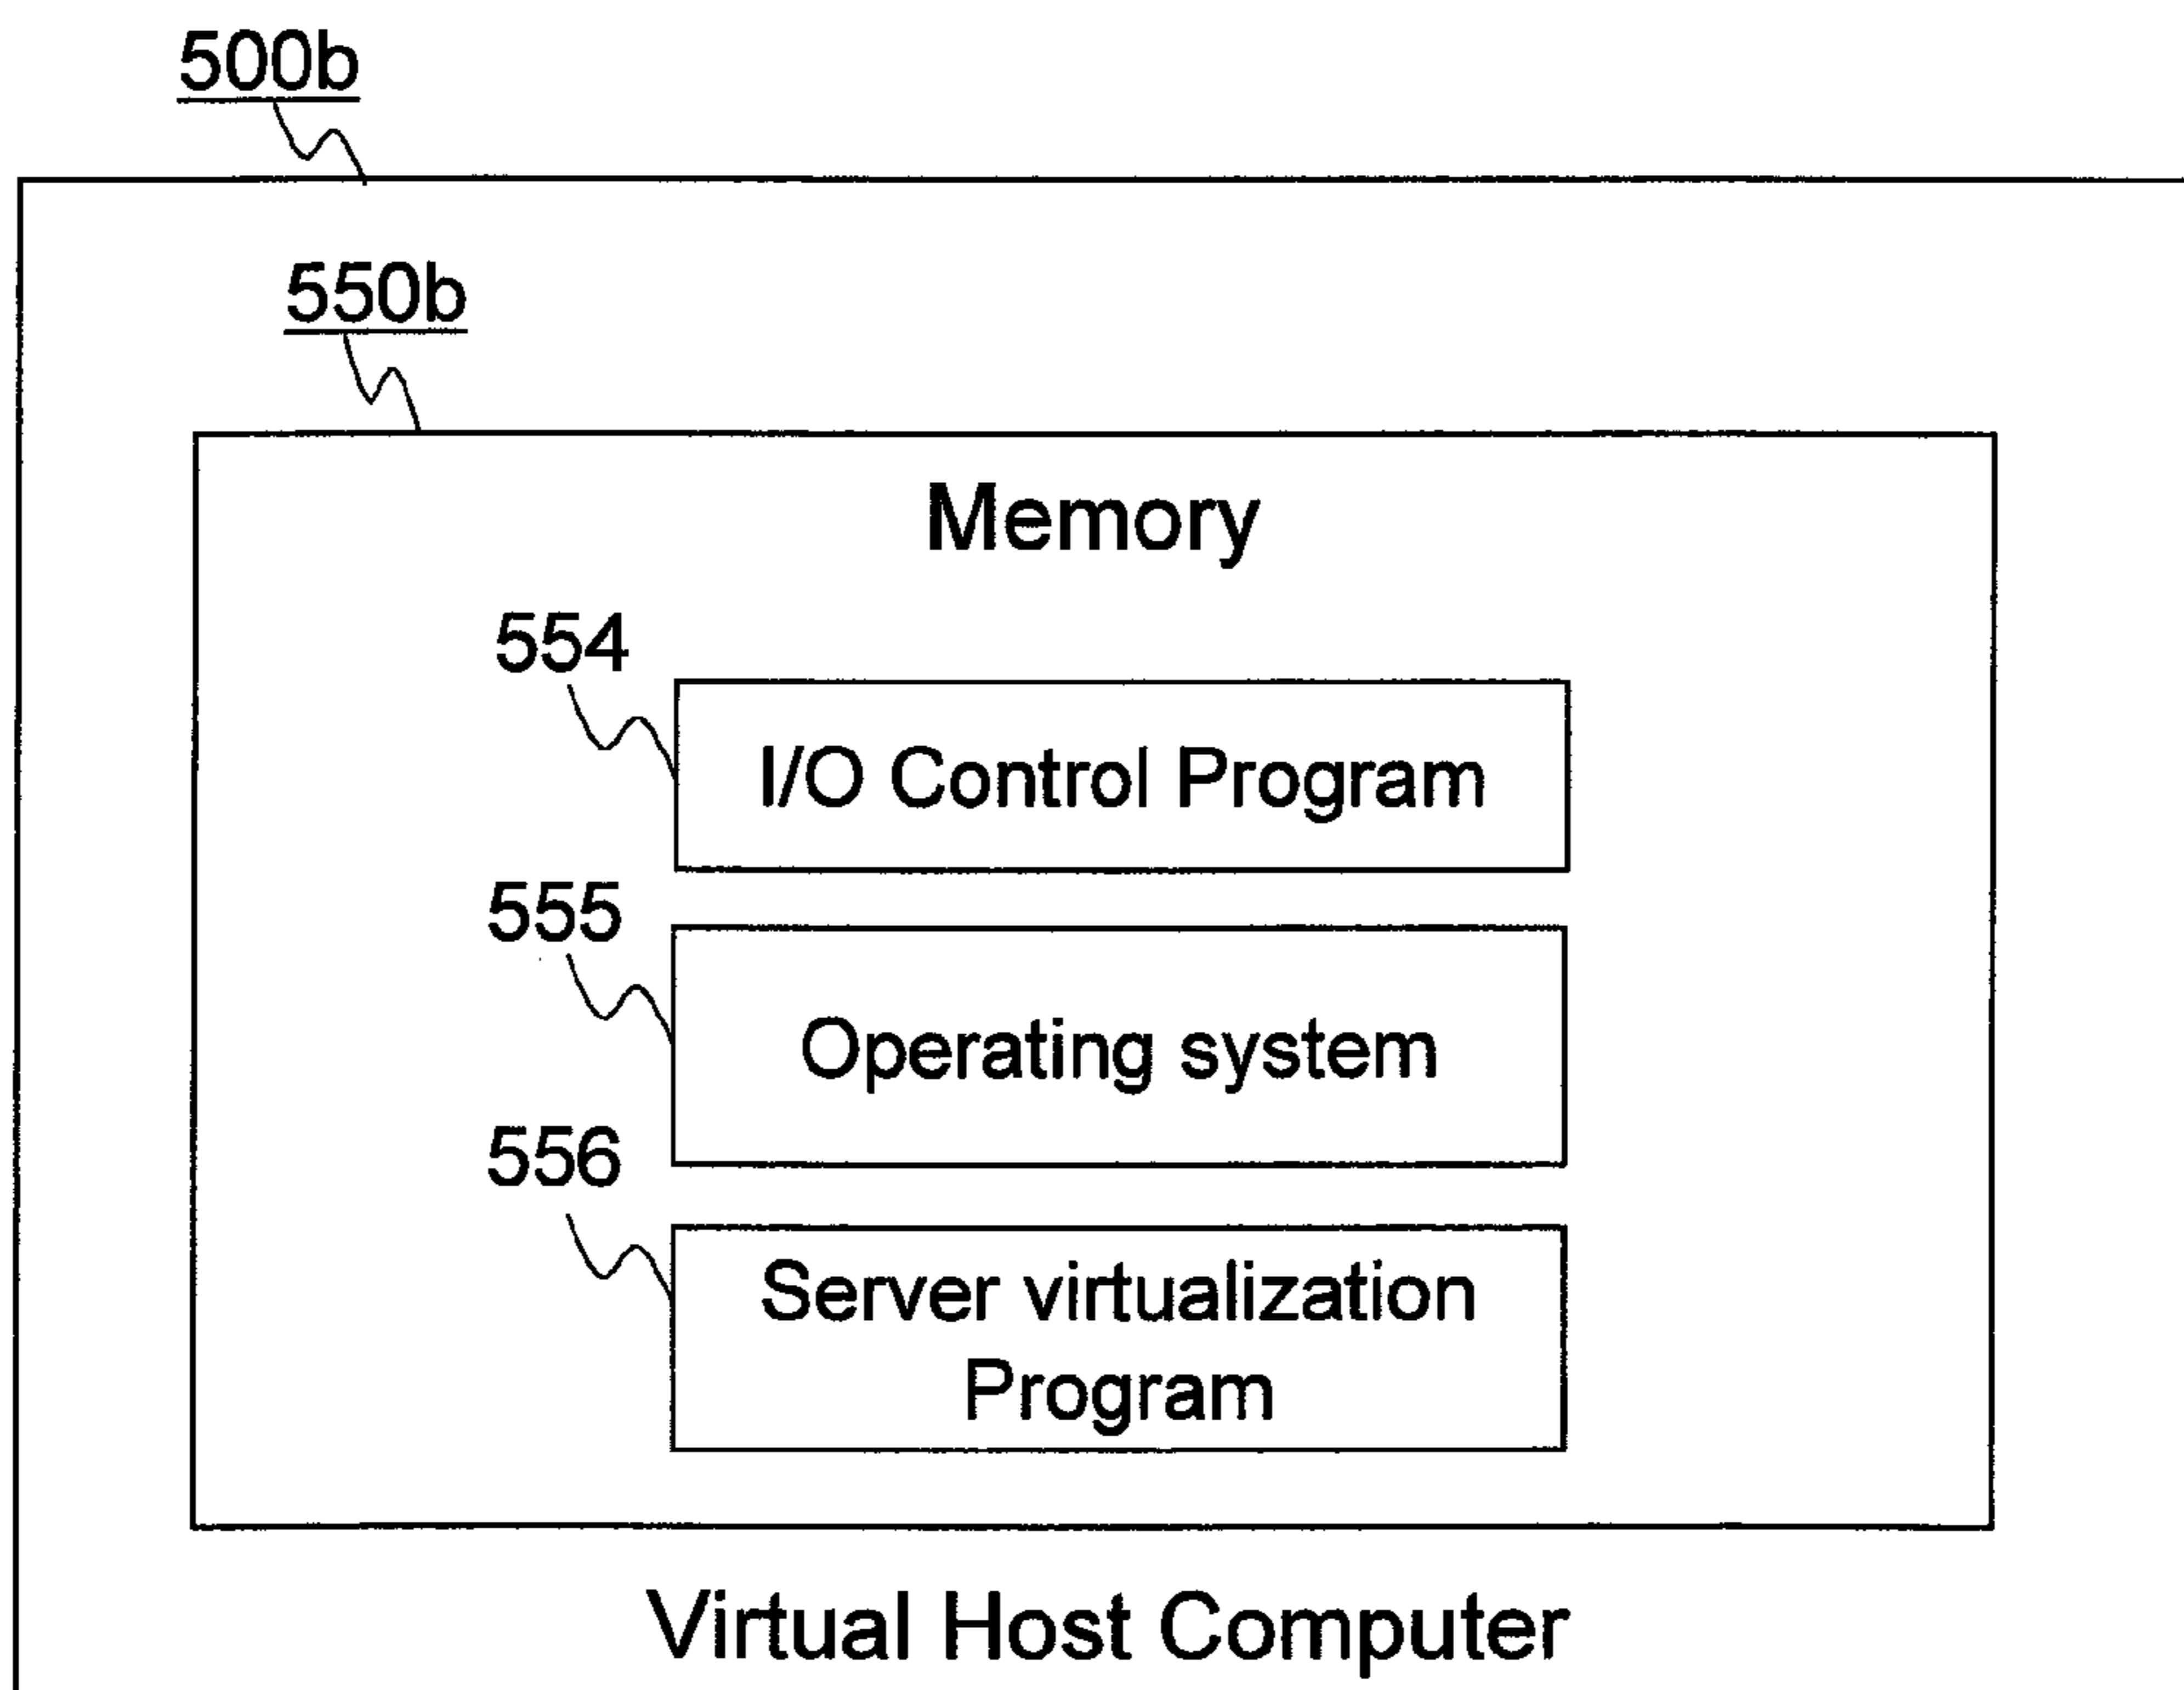 500b
550b
Memory
554
I/O Control Program
555
Operating system
556
Server virtualization
Program
Virtual Host Computer